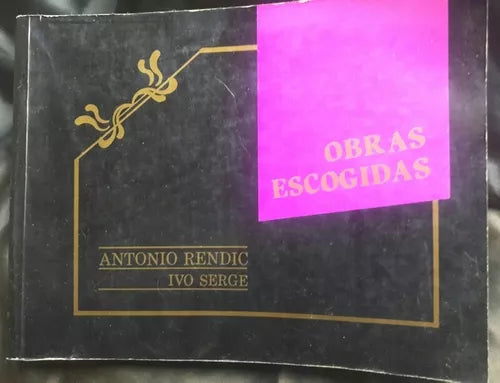 OBRAS
ESCOGIDAS
ANTONIO RENDIC
IVO SERGE